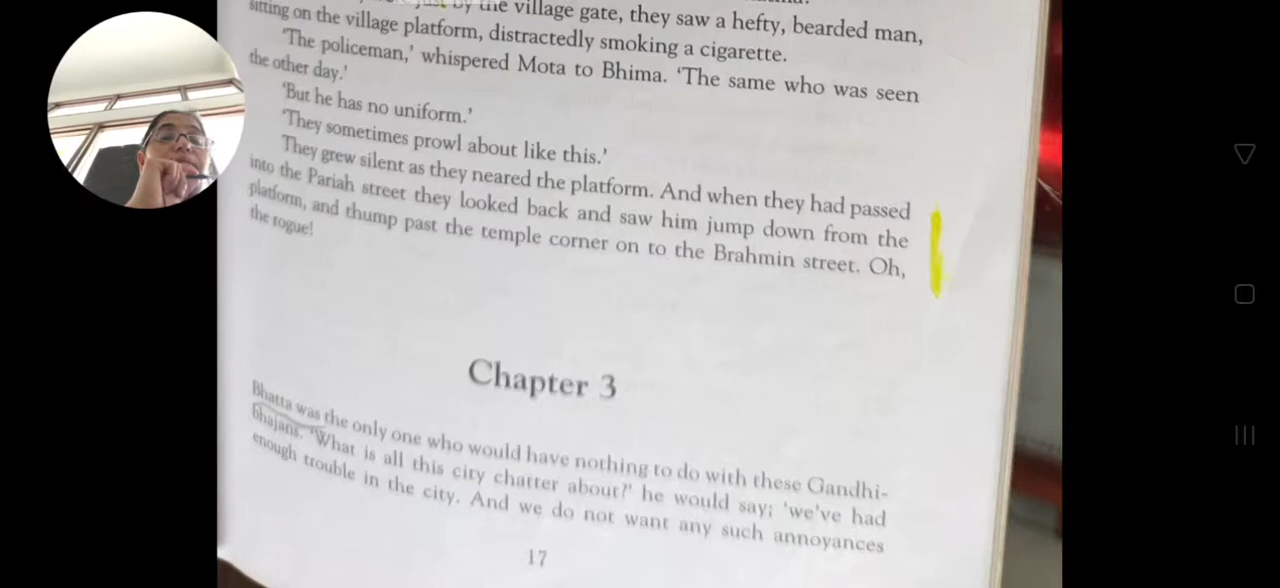 just by the village gate, they saw a hefty, bearded man,
sitting on the village platform, distractedly smoking a cigarette.
‘The policeman,’ whispered Mota to Bhima. ‘The same who was seen
the other day.’
‘But he has no uniform.’
‘They sometimes prowl about like this.’
They grew silent as they neared the platform. And when they had passed
into the Pariah street they looked back and saw him jump down from the
platform, and thump past the temple corner on to the Brahmin street. Oh,
the rogue!
Chapter 3
Bhatta was the only one who would have nothing to do with these Gandhi-
bhajans. ‘What is all this city chatter about?’ he would say; ‘we’ve had
enough trouble in the city. And we do not want any such annoyances
17